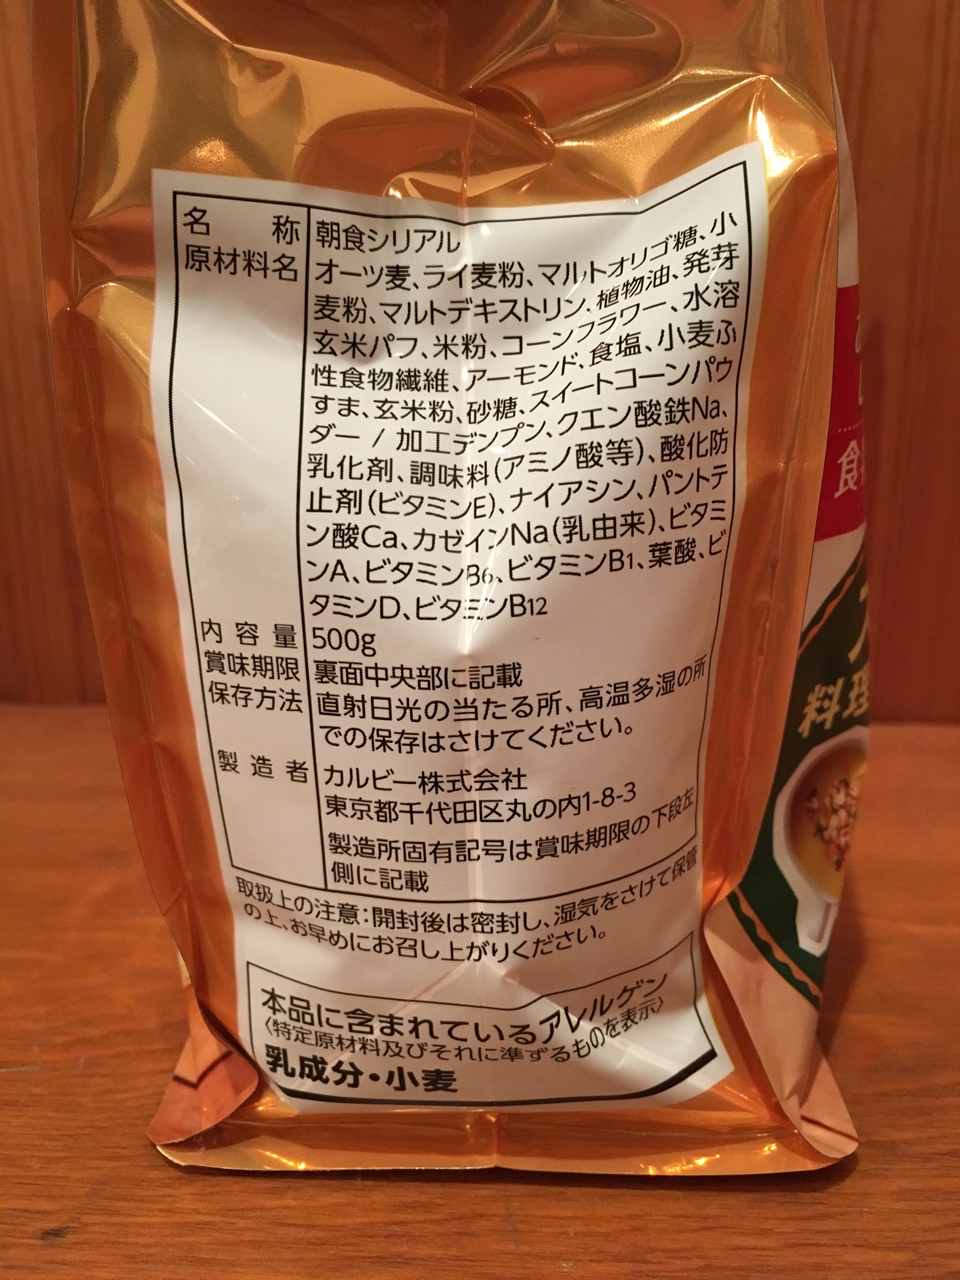 名称 朝食シリアル
原材料名 オーツ麦、ライ麦粉、マルトオリゴ糖、小
麦粉、マルトデキストリン、植物油、発芽
玄米パフ、米粉、コーンフラワー、水溶
性食物繊維、アーモンド、食塩、小麦ふ
すま、玄米粉、砂糖、スイートコーンパウ
ダー / 加工デンプン、クエン酸鉄Na、
乳化剤、調味料(アミノ酸等)、酸化防
止剤(ビタミンE)、ナイアシン、パントテ
ン酸Ca、カゼインNa(乳由来)、ビタミ
ンA、ビタミンB6、ビタミンB1、葉酸、ビ
タミンD、ビタミンB12
内容量 500g
賞味期限 裏面中央部に記載
保存方法 直射日光の当たる所、高温多湿の所
での保存はさけてください。
製造者 カルビー株式会社
東京都千代田区丸の内1-8-3
製造所固有記号は賞味期限の下段左
側に記載
取扱上の注意:開封後は密封し、湿気をさけて保管
の上、お早めにお召し上がりください。
本品に含まれているアレルゲン
〈特定原材料及びそれに準ずるものを表示〉
乳成分・小麦
食
料理